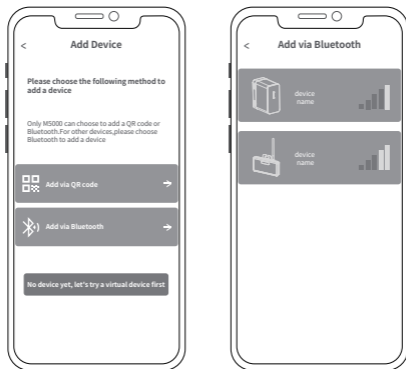 < Add Device
Please choose the following method to
add a device
Only M5000 can choose to add a QR code or
Bluetooth.For other devices,please choose
Bluetooth to add a device
Add via QR code
Add via Bluetooth
No device yet, let's try a virtual device first
< Add via Bluetooth
device
name
device
name